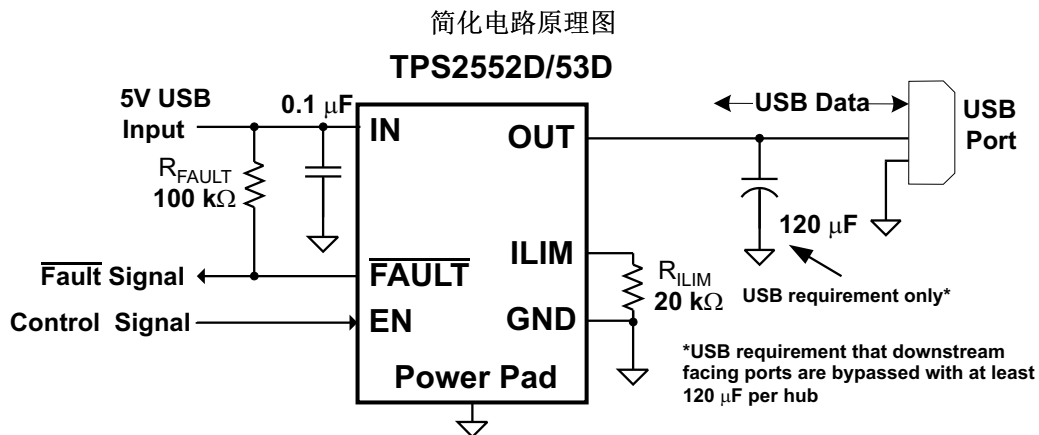 简化电路原理图
TPS2552D/53D
5V USB
Input
0.1 μF
IN
OUT
USB Data
USB
Port
R_FAULT
100 kΩ
120 μF
Fault Signal
FAULT
ILIM
R_ILIM
20 kΩ
USB requirement only*
Control Signal
EN
GND
*USB requirement that downstream
facing ports are bypassed with at least
120 μF per hub
Power Pad